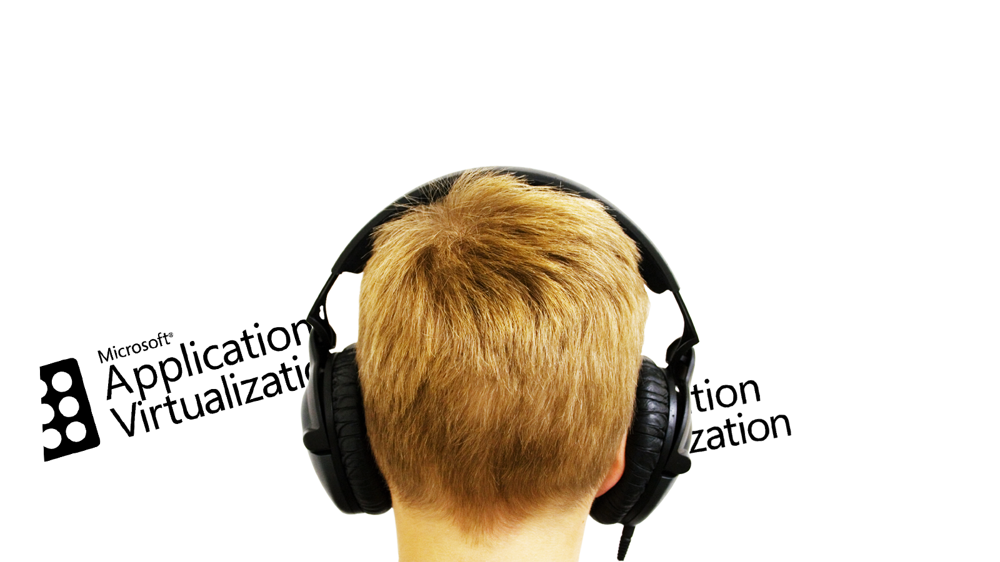 Microsoft®
Application
Virtualizatio
tion
zation